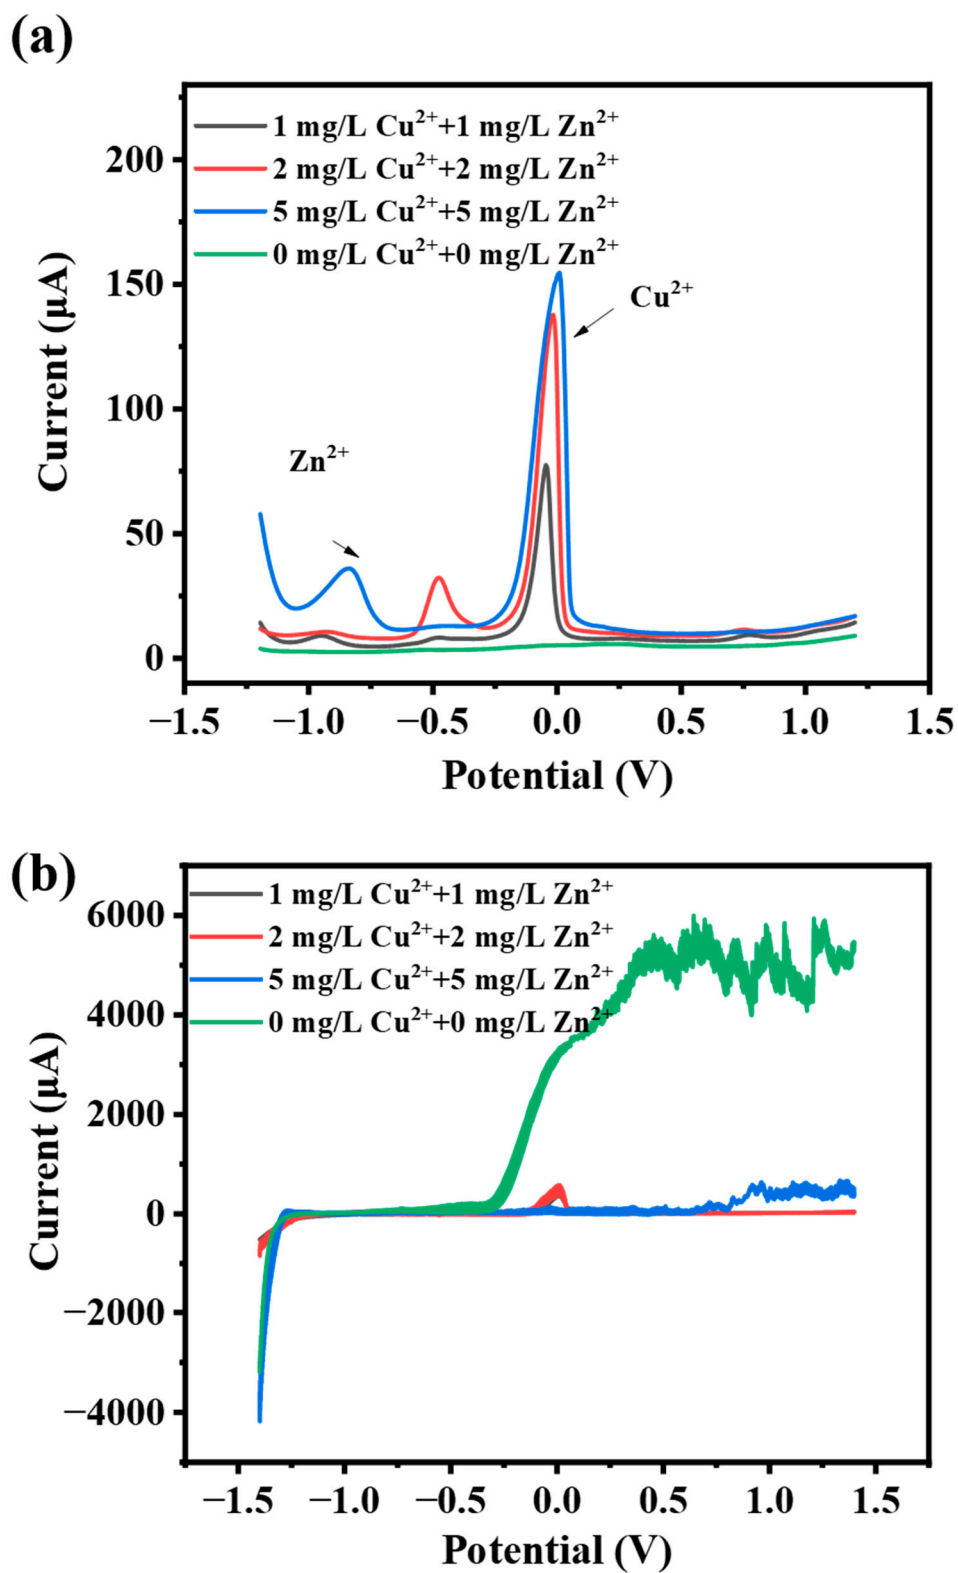 (a)
1 mg/L Cu²⁺+1 mg/L Zn²⁺
2 mg/L Cu²⁺+2 mg/L Zn²⁺
5 mg/L Cu²⁺+5 mg/L Zn²⁺
0 mg/L Cu²⁺+0 mg/L Zn²⁺
Cu²⁺
Zn²⁺
200
150
100
50
0
Current (μA)
−1.5 −1.0 −0.5 0.0 0.5 1.0 1.5
Potential (V)
(b)
1 mg/L Cu²⁺+1 mg/L Zn²⁺
2 mg/L Cu²⁺+2 mg/L Zn²⁺
5 mg/L Cu²⁺+5 mg/L Zn²⁺
0 mg/L Cu²⁺+0 mg/L Zn²⁺
6000
4000
2000
0
−2000
−4000
Current (μA)
−1.5 −1.0 −0.5 0.0 0.5 1.0 1.5
Potential (V)